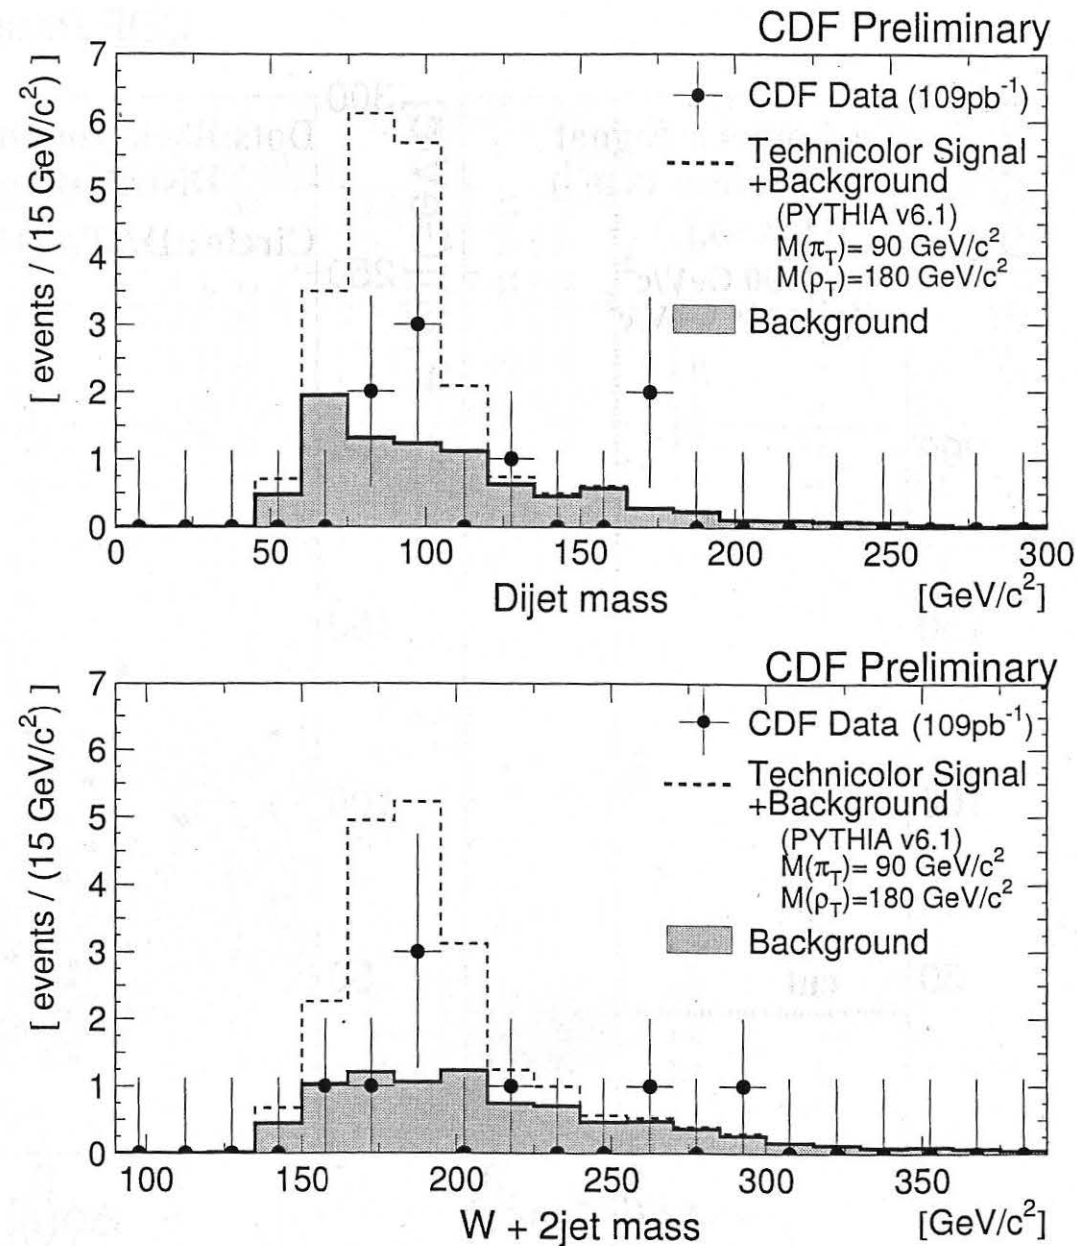 CDF Preliminary
7
6
5
4
3
2
1
0
[ events / (15 GeV/c²) ]
CDF Data (109pb⁻¹)
Technicolor Signal
+Background
(PYTHIA v6.1)
M(π_T)= 90 GeV/c²
M(ρ_T)=180 GeV/c²
Background
0 50 100 150 200 250 300
Dijet mass [GeV/c²]
CDF Preliminary
7
6
5
4
3
2
1
0
[ events / (15 GeV/c²) ]
CDF Data (109pb⁻¹)
Technicolor Signal
+Background
(PYTHIA v6.1)
M(π_T)= 90 GeV/c²
M(ρ_T)=180 GeV/c²
Background
100 150 200 250 300 350
W + 2jet mass [GeV/c²]